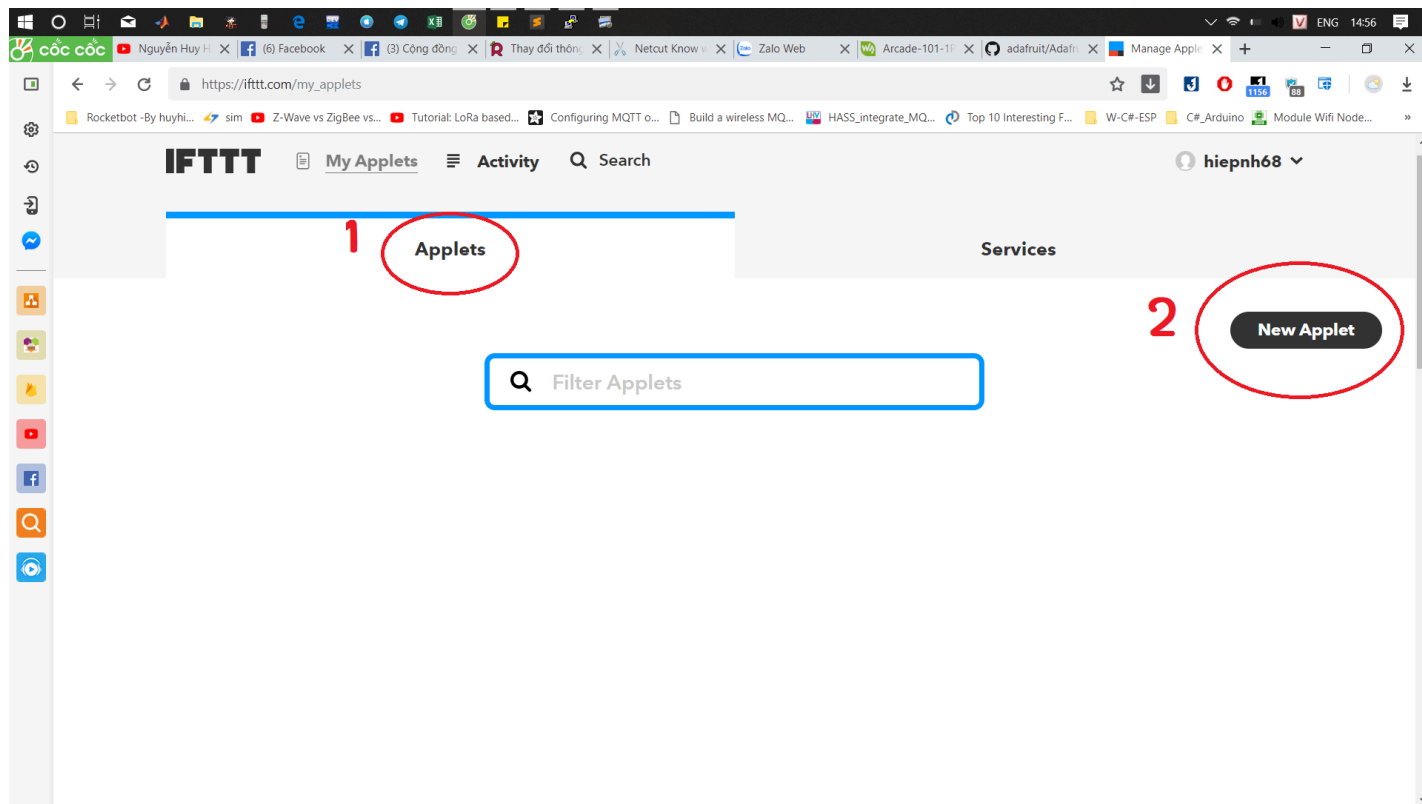 ENG 14:56
cốc cốc Nguyễn Huy H (6) Facebook (3) Cộng đồng Thay đổi thông Netcut Know w Zalo Web Arcade-101-1P adafruit/Adafr Manage Apple
https://ifttt.com/my_applets
1156 88
Rocketbot -By huyhi... sim Z-Wave vs ZigBee vs... Tutorial: LoRa based... Configuring MQTT o... Build a wireless MQ... HASS_integrate_MQ... Top 10 Interesting F... W-C#-ESP C#_Arduino Module Wifi Node... »
IFTTT My Applets Activity Search hiepnh68
1 Applets Services
2 New Applet
Filter Applets